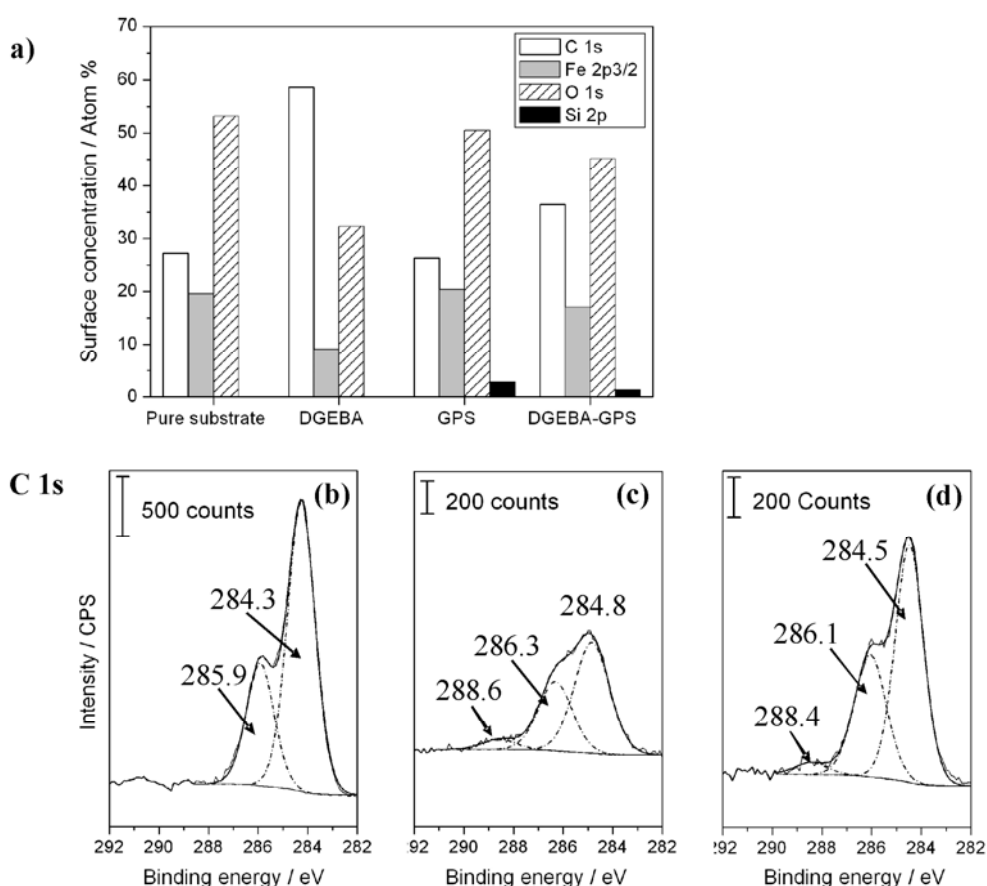 a)
70
60
50
40
30
20
10
0
Surface concentration / Atom %
C 1s
Fe 2p3/2
O 1s
Si 2p
Pure substrate DGEBA GPS DGEBA-GPS
C 1s
(b)
500 counts
284.3
285.9
Intensity / CPS
292 290 288 286 284 282
Binding energy / eV
(c)
200 counts
284.8
286.3
288.6
292 290 288 286 284 282
Binding energy / eV
(d)
200 Counts
284.5
286.1
288.4
292 290 288 286 284 282
Binding energy / eV